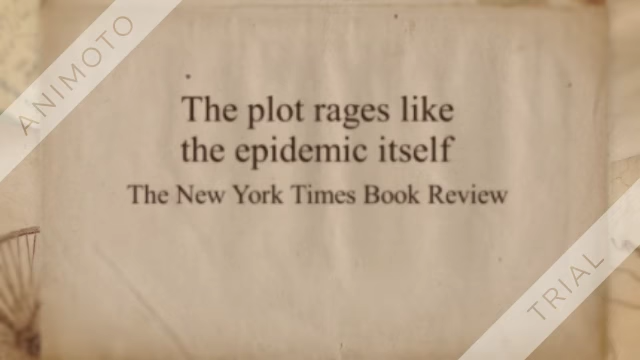 ANIMOTO
The plot rages like
the epidemic itself
The New York Times Book Review
TRIAL